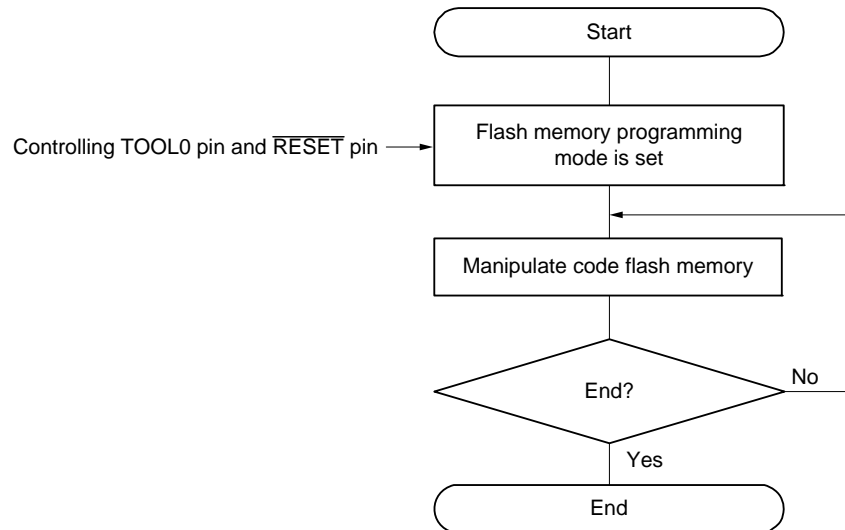 Start
Controlling TOOL0 pin and RESET pin
Flash memory programming
mode is set
Manipulate code flash memory
End?
No
Yes
End